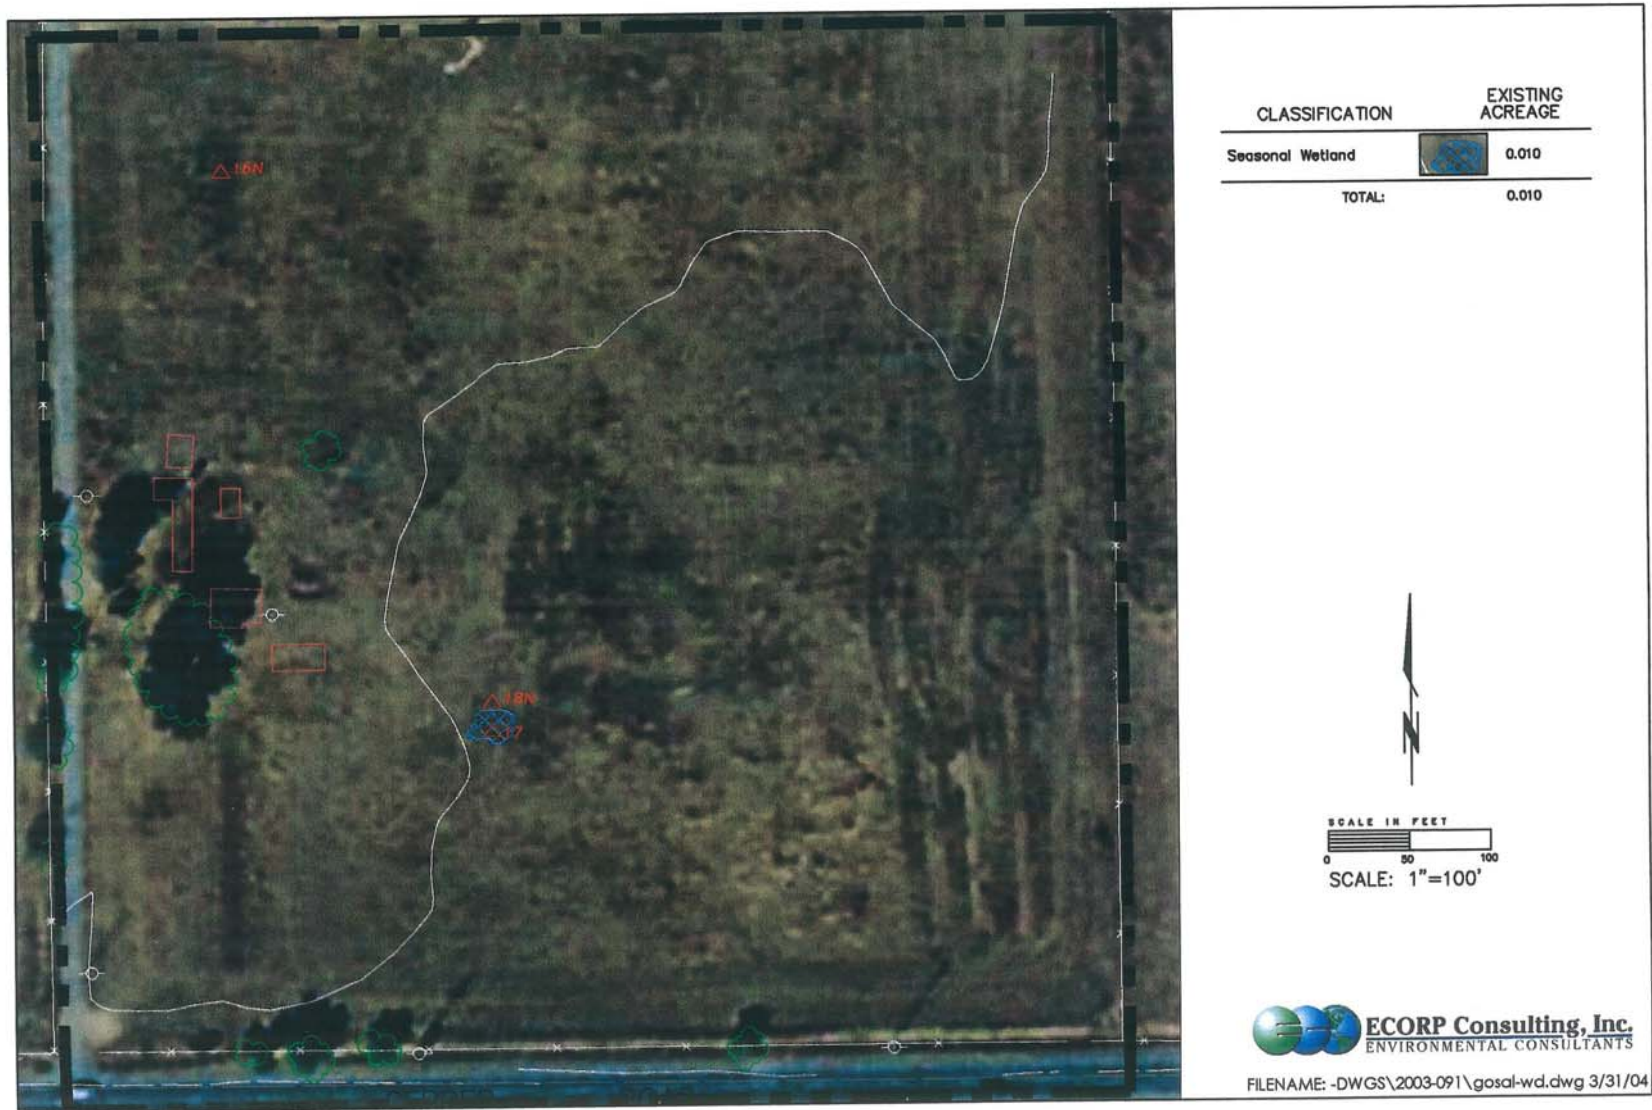 16N
18N
17
CLASSIFICATION EXISTING ACREAGE
Seasonal Wetland 0.010
TOTAL: 0.010
N
SCALE IN FEET
0 50 100
SCALE: 1"=100'
ECORP Consulting, Inc.
ENVIRONMENTAL CONSULTANTS
FILENAME: -DWGS\2003-091\gosal-wd.dwg 3/31/04